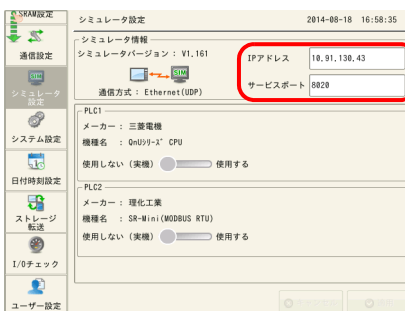 SRAM設定
通信設定
シミュレータ
設定
システム設定
日付時刻設定
ストレージ
転送
I/Oチェック
ユーザー設定
シミュレータ設定
2014-08-18 16:58:35
シミュレータ情報
シミュレータバージョン : V1,161
SIM
通信方式 : Ethernet(UDP)
IPアドレス 10.91.130.43
サービスポート 8020
PLC1
メーカー : 三菱電機
機種名 : QnUシリーズ CPU
使用しない (実機) 使用する
PLC2
メーカー : 理化工業
機種名 : SR-Mini(MODBUS RTU)
使用しない (実機) 使用する